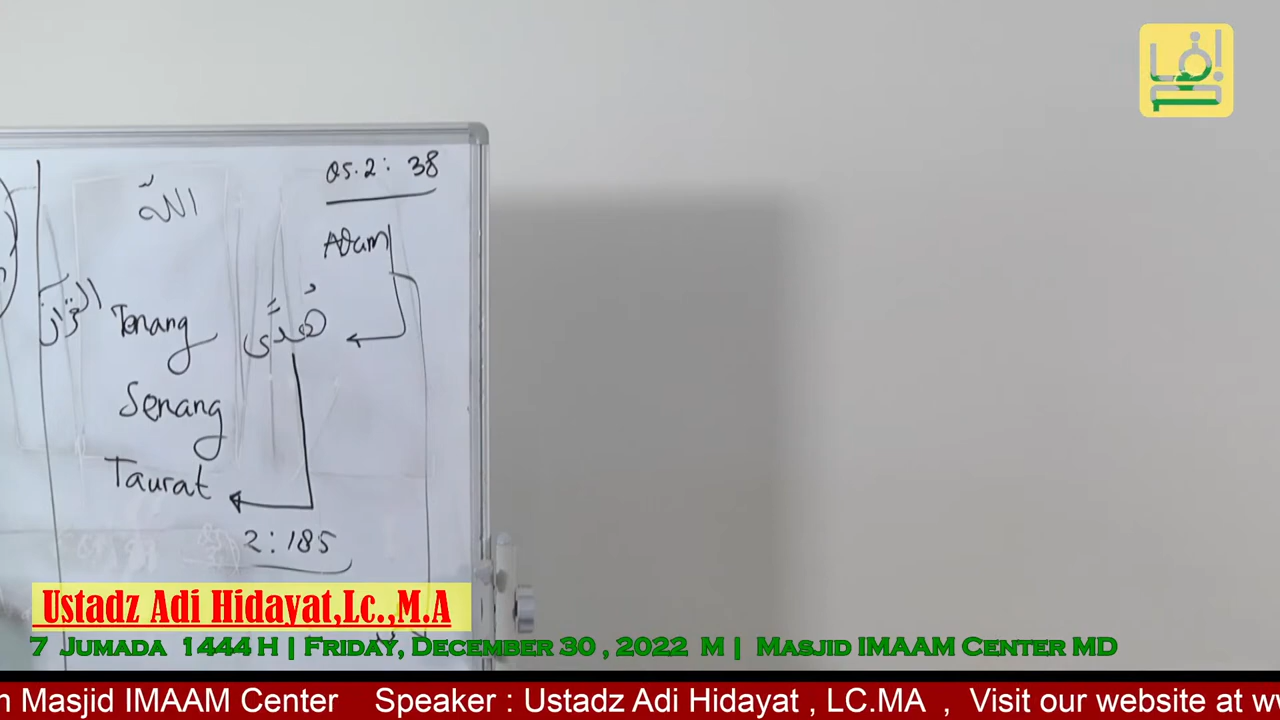 QS. 2 : 38
الله
Adam
القرآن
Tenang
هُدًى
Senang
Taurat
2 : 185
Ustadz Adi Hidayat,Lc.,M.A
7 Jumada 1444 H | Friday, December 30 , 2022 M | Masjid IMAAM Center MD
Masjid IMAAM Center Speaker : Ustadz Adi Hidayat , LC.MA , Visit our website at